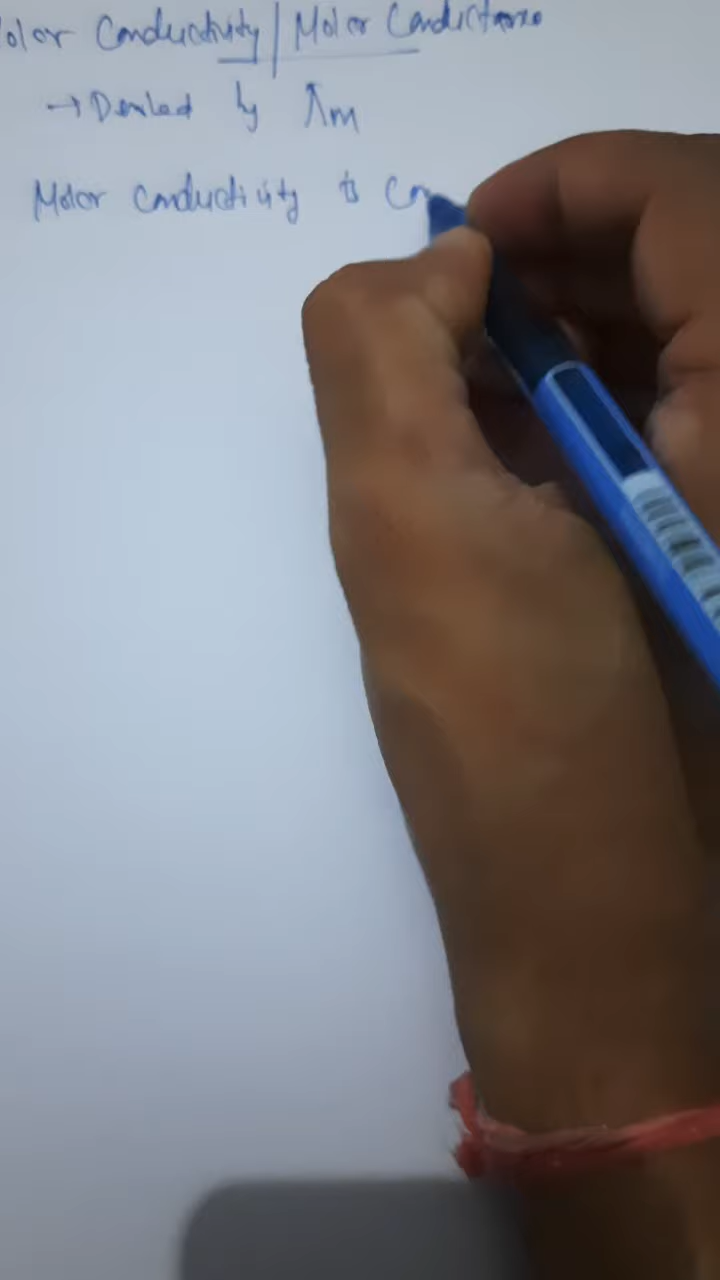 olar Conductivity | Molar Conductance
→ Denoted by Λm
Molar conductivity is